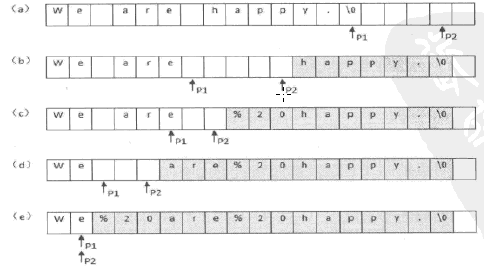 (a) W e a r e h a p p y . \0
P1 P2
(b) W e a r e h a p p y . \0
P1 P2
(c) W e a r e % 2 0 h a p p y . \0
P1 P2
(d) W e a r e % 2 0 h a p p y . \0
P1 P2
(e) W e % 2 0 a r e % 2 0 h a p p y . \0
P1
P2